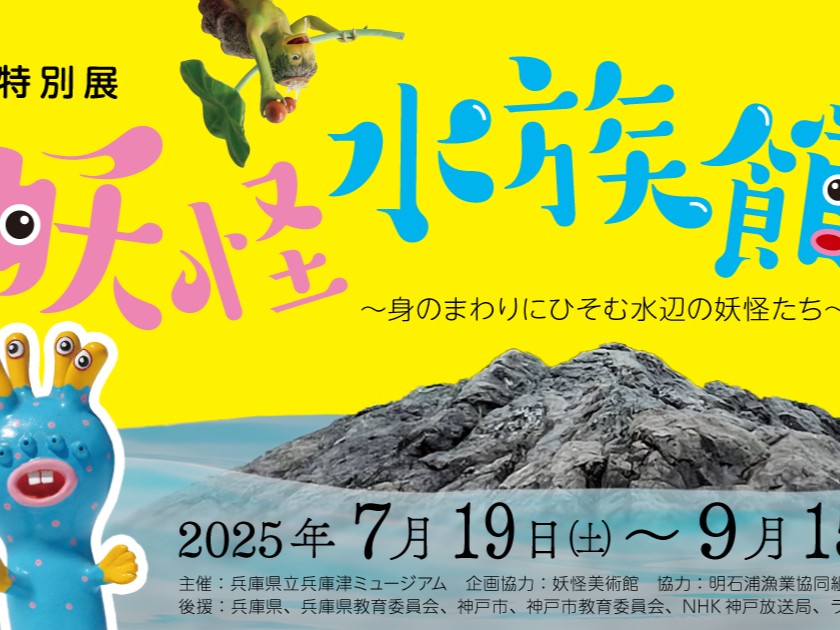 特別展
妖怪
水族館
〜身のまわりにひそむ水辺の妖怪たち〜
2025年7月19日(土)〜9月1
主催:兵庫県立兵庫津ミュージアム 企画協力:妖怪美術館 協力:明石浦漁業協同組
後援:兵庫県、兵庫県教育委員会、神戸市、神戸市教育委員会、NHK神戸放送局、ラ